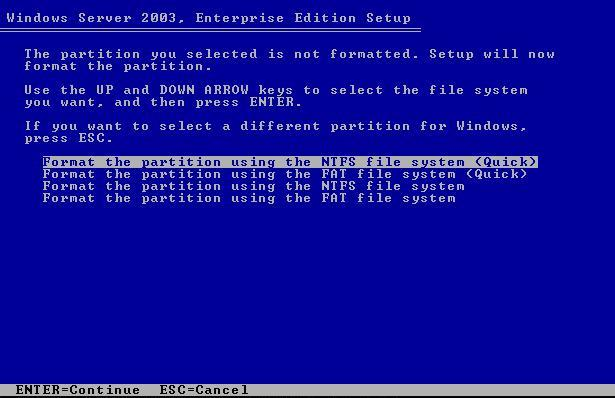 Windows Server 2003, Enterprise Edition Setup
The partition you selected is not formatted. Setup will now
format the partition.
Use the UP and DOWN ARROW keys to select the file system
you want, and then press ENTER.
If you want to select a different partition for Windows,
press ESC.
Format the partition using the NTFS file system (Quick)
Format the partition using the FAT file system (Quick)
Format the partition using the NTFS file system
Format the partition using the FAT file system
ENTER=Continue ESC=Cancel